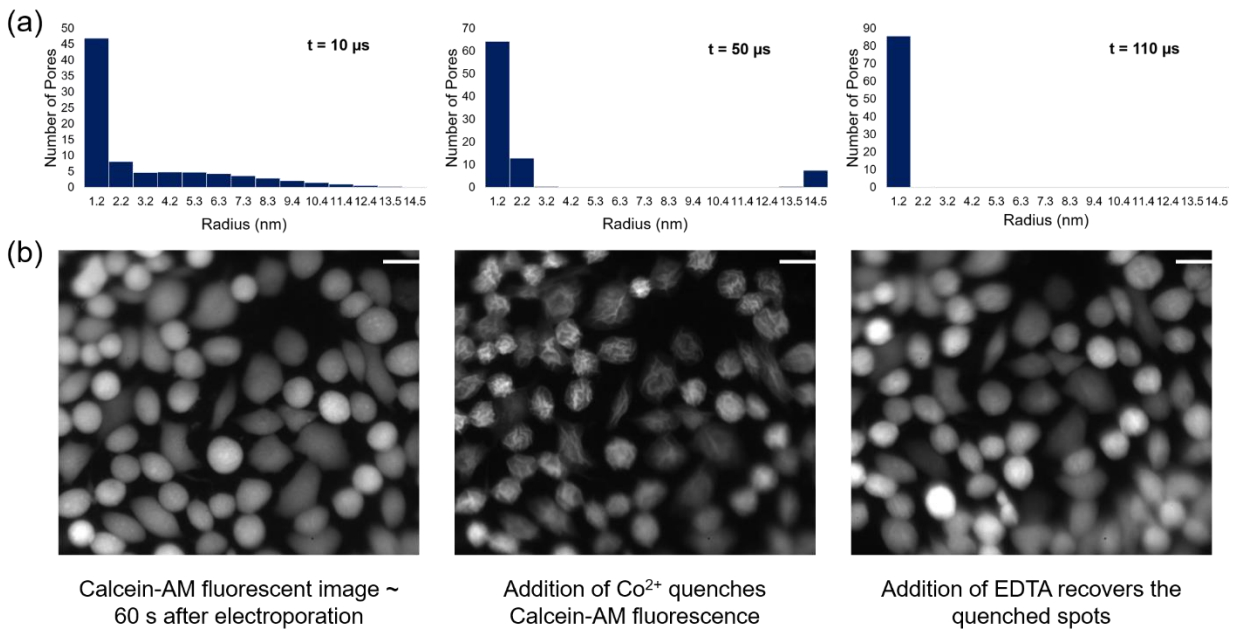 (a)
50
45
40
35
30
25
20
15
10
5
0
Number of Pores
t = 10 µs
1.2 2.2 3.2 4.2 5.3 6.3 7.3 8.3 9.4 10.4 11.4 12.4 13.5 14.5
Radius (nm)
70
60
50
40
30
20
10
0
Number of Pores
t = 50 µs
1.2 2.2 3.2 4.2 5.3 6.3 7.3 8.3 9.4 10.4 11.4 12.4 13.5 14.5
Radius (nm)
90
80
70
60
50
40
30
20
10
0
Number of Pores
t = 110 µs
1.2 2.2 3.2 4.2 5.3 6.3 7.3 8.3 9.4 10.4 11.4 12.4 13.5 14.5
Radius (nm)
(b)
Calcein-AM fluorescent image ~
60 s after electroporation
Addition of Co²⁺ quenches
Calcein-AM fluorescence
Addition of EDTA recovers the
quenched spots